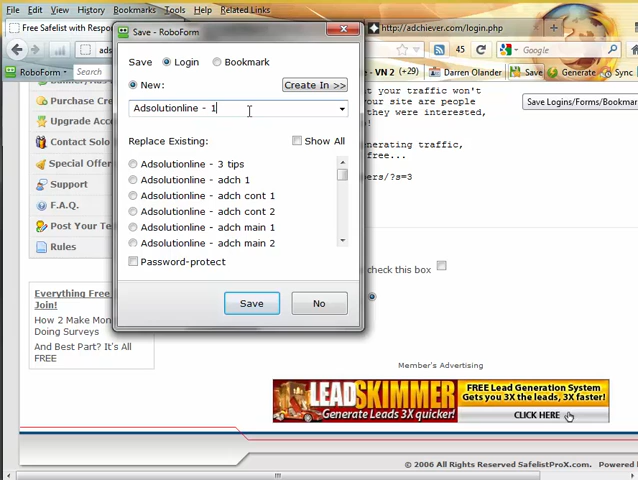 File Edit View History Bookmarks Tools Help Related Links
Free Safelist with Respon
http://adchiever.com/login.php
ads
45
Google
RoboForm
VN 2 (+29) Darren Olander Save Generate
Save Logins/Forms/Bookmar
Save - RoboForm
Save Login Bookmark
New: Create In >>
Adsolutionline - 1
Replace Existing: Show All
Adsolutionline - 3 tips
Adsolutionline - adch 1
Adsolutionline - adch cont 1
Adsolutionline - adch cont 2
Adsolutionline - adch main 1
Adsolutionline - adch main 2
Password-protect
Save No
Purchase Cre
Upgrade Acco
Contact Solo
Special Offer
Support
F.A.Q.
Post Your Te
Rules
Everything Free
Join!
How 2 Make Mon
Doing Surveys
And Best Part? It's All
FREE
t your traffic won't
your site are people
they were interested,
!
enerating traffic,
free...
bers/?s=3
check this box
Member's Advertising
LEADSKIMMER
Generate Leads 3X quicker!
FREE Lead Generation System
Gets you 3X the leads, 3X faster!
CLICK HERE
© 2006 All Rights Reserved SafelistProX.com. Powered